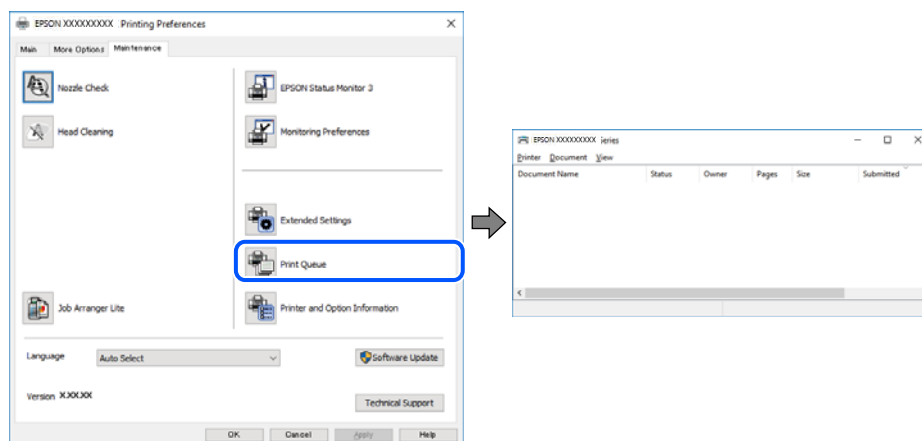 EPSON XXXXXXXXX Printing Preferences
Main More Options Maintenance
Nozzle Check
EPSON Status Monitor 3
Head Cleaning
Monitoring Preferences
Extended Settings
Print Queue
Job Arranger Lite
Printer and Option Information
Language Auto Select
Software Update
Version X.XX.XX
Technical Support
OK Cancel Apply Help
EPSON XXXXXXXXX ieries
Printer Document View
Document Name Status Owner Pages Size Submitted